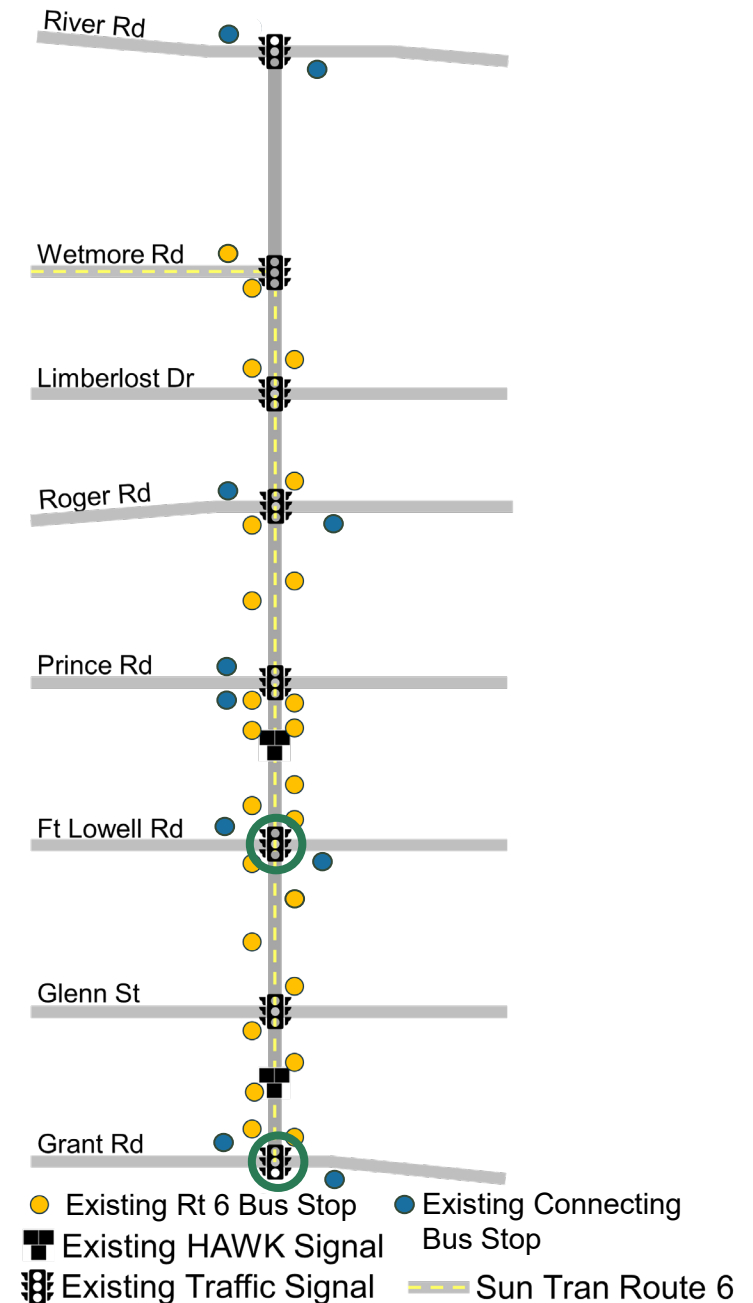 River Rd
Wetmore Rd
Limberlost Dr
Roger Rd
Prince Rd
Ft Lowell Rd
Glenn St
Grant Rd
Existing Rt 6 Bus Stop
Existing Connecting
Bus Stop
Existing HAWK Signal
Existing Traffic Signal
Sun Tran Route 6